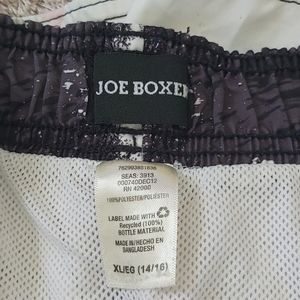 JOE BOXER
SEAS: 3913
00074ODEC12
RN 42000
100%POLYESTER/POLIESTER
LABEL MADE WITH
Recycled (100%)
BOTTLE MATERIAL
MADE IN/HECHO EN
BANGLADESH
XL/EG (14/16)